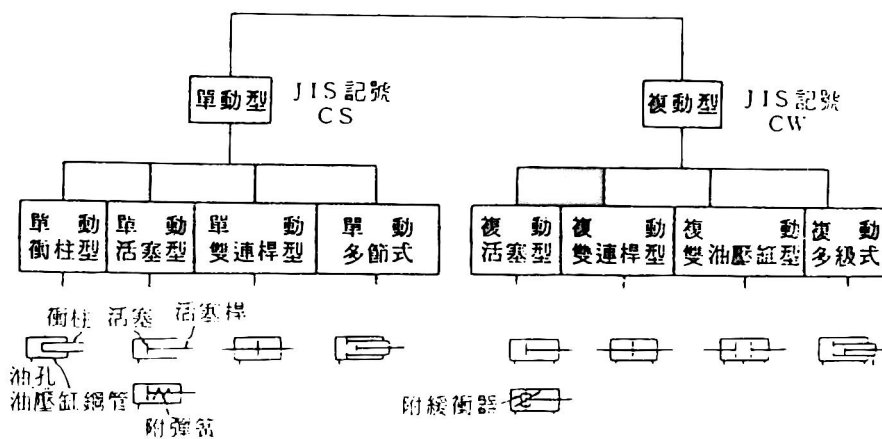 單動型
JIS記號
CS
複動型
JIS記號
CW
單動
衝柱型
單動
活塞型
單動
雙連桿型
單動
多節式
複動
活塞型
複動
雙連桿型
複動
雙油壓缸型
複動
多級式
衝柱
活塞
活塞桿
油孔
油壓缸鋼管
附彈簧
附緩衝器